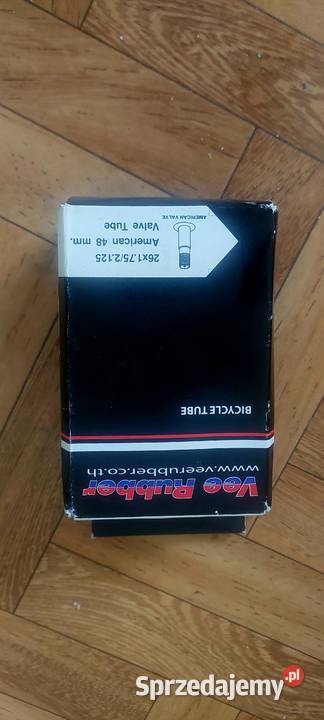 Vee Rubber
www.veerubber.co.th
BICYCLE TUBE
26x1.75/2.125
American 48 mm.
Valve Tube
AMERICAN VALVE
Sprzedajemy.pl